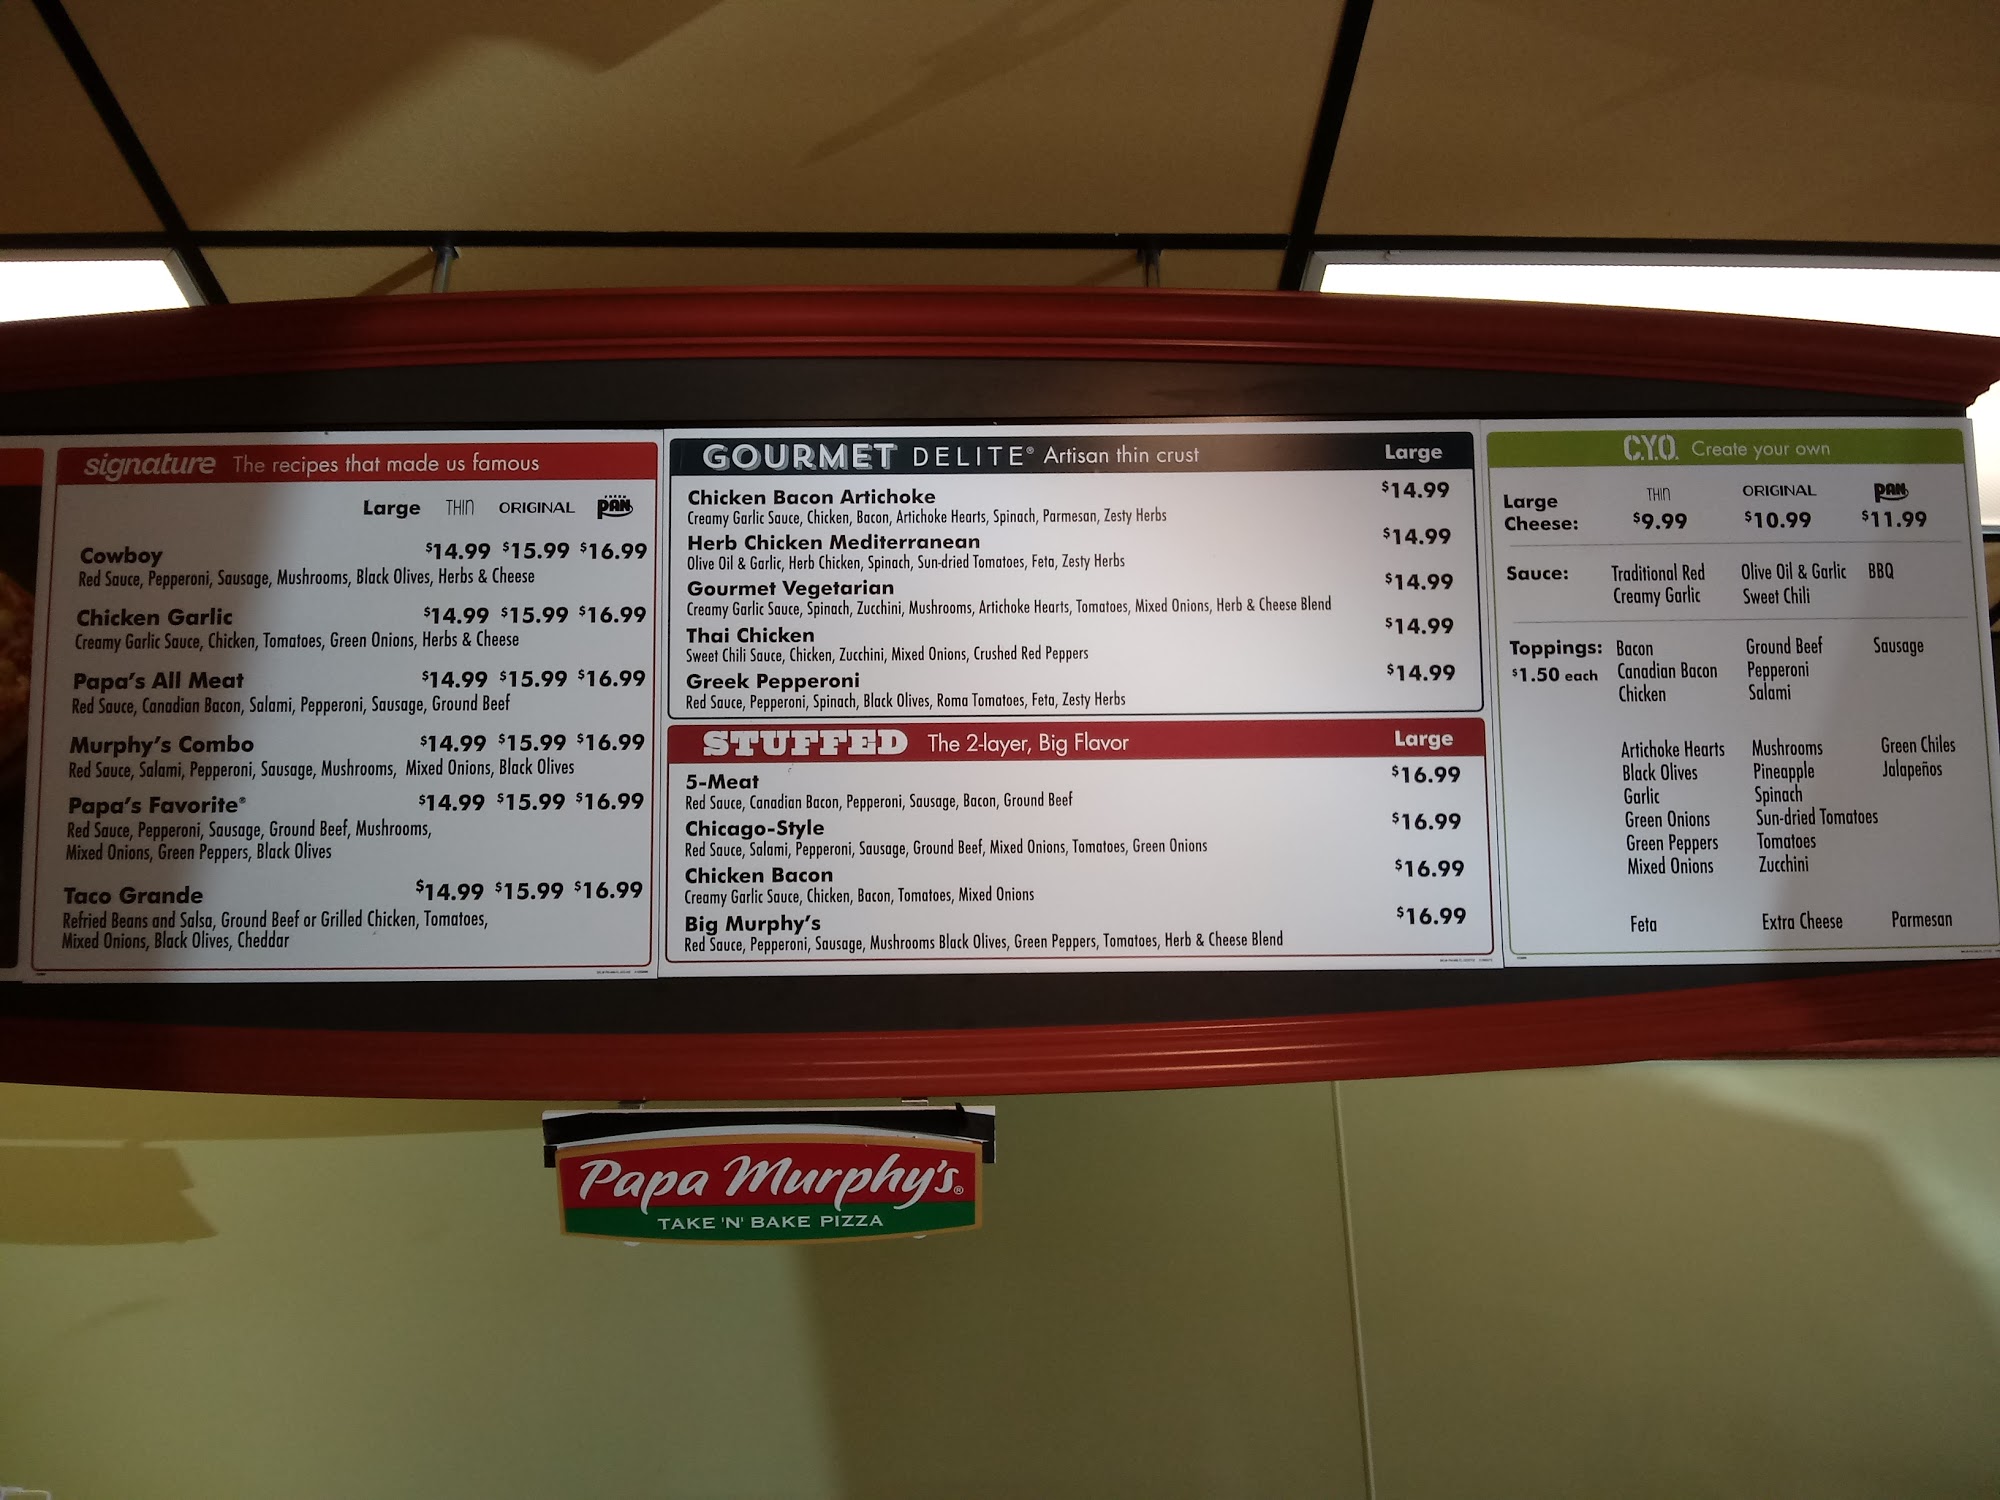 signature The recipes that made us famous
Large THIN ORIGINAL PAN
Cowboy $14.99 $15.99 $16.99
Red Sauce, Pepperoni, Sausage, Mushrooms, Black Olives, Herbs & Cheese
Chicken Garlic $14.99 $15.99 $16.99
Creamy Garlic Sauce, Chicken, Tomatoes, Green Onions, Herbs & Cheese
Papa's All Meat $14.99 $15.99 $16.99
Red Sauce, Canadian Bacon, Salami, Pepperoni, Sausage, Ground Beef
Murphy's Combo $14.99 $15.99 $16.99
Red Sauce, Salami, Pepperoni, Sausage, Mushrooms, Mixed Onions, Black Olives
Papa's Favorite® $14.99 $15.99 $16.99
Red Sauce, Pepperoni, Sausage, Ground Beef, Mushrooms,
Mixed Onions, Green Peppers, Black Olives
Taco Grande $14.99 $15.99 $16.99
Refried Beans and Salsa, Ground Beef or Grilled Chicken, Tomatoes,
Mixed Onions, Black Olives, Cheddar
GOURMET DELITE® Artisan thin crust Large
Chicken Bacon Artichoke $14.99
Creamy Garlic Sauce, Chicken, Bacon, Artichoke Hearts, Spinach, Parmesan, Zesty Herbs
Herb Chicken Mediterranean $14.99
Olive Oil & Garlic, Herb Chicken, Spinach, Sun-dried Tomatoes, Feta, Zesty Herbs
Gourmet Vegetarian $14.99
Creamy Garlic Sauce, Spinach, Zucchini, Mushrooms, Artichoke Hearts, Tomatoes, Mixed Onions, Herb & Cheese Blend
Thai Chicken $14.99
Sweet Chili Sauce, Chicken, Zucchini, Mixed Onions, Crushed Red Peppers
Greek Pepperoni $14.99
Red Sauce, Pepperoni, Spinach, Black Olives, Roma Tomatoes, Feta, Zesty Herbs
STUFFED The 2-layer, Big Flavor Large
5-Meat $16.99
Red Sauce, Canadian Bacon, Pepperoni, Sausage, Bacon, Ground Beef
Chicago-Style $16.99
Red Sauce, Salami, Pepperoni, Sausage, Ground Beef, Mixed Onions, Tomatoes, Green Onions
Chicken Bacon $16.99
Creamy Garlic Sauce, Chicken, Bacon, Tomatoes, Mixed Onions
Big Murphy's $16.99
Red Sauce, Pepperoni, Sausage, Mushrooms Black Olives, Green Peppers, Tomatoes, Herb & Cheese Blend
C.Y.O. Create your own
THIN ORIGINAL PAN
Large
Cheese: $9.99 $10.99 $11.99
Sauce: Traditional Red Olive Oil & Garlic BBQ
Creamy Garlic Sweet Chili
Toppings: Bacon Ground Beef Sausage
$1.50 each Canadian Bacon Pepperoni
Chicken Salami
Artichoke Hearts Mushrooms Green Chiles
Black Olives Pineapple Jalapeños
Garlic Spinach
Green Onions Sun-dried Tomatoes
Green Peppers Tomatoes
Mixed Onions Zucchini
Feta Extra Cheese Parmesan
Papa Murphy's®
TAKE 'N' BAKE PIZZA